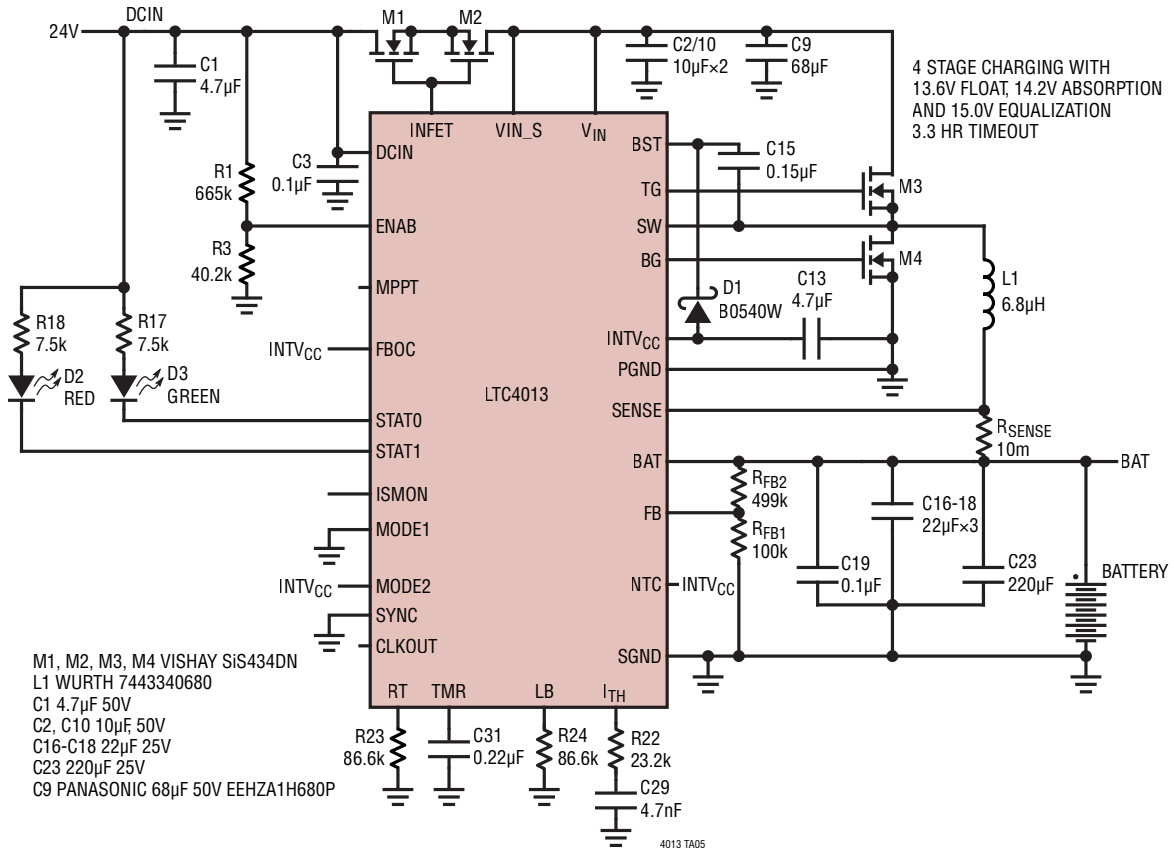 DCIN
24V
M1
M2
C1
4.7µF
C2/10
10µF×2
C9
68µF
4 STAGE CHARGING WITH
13.6V FLOAT, 14.2V ABSORPTION
AND 15.0V EQUALIZATION
3.3 HR TIMEOUT
INFET
VIN_S
VIN
DCIN
C3
0.1µF
R1
665k
ENAB
R3
40.2k
MPPT
INTVCC
FBOC
R18
7.5k
R17
7.5k
D2
RED
D3
GREEN
STAT0
STAT1
ISMON
MODE1
INTVCC
MODE2
SYNC
CLKOUT
LTC4013
BST
C15
0.15µF
TG
M3
SW
BG
M4
D1
B0540W
C13
4.7µF
L1
6.8µH
INTVCC
PGND
SENSE
RSENSE
10m
BAT
BAT
RFB2
499k
FB
RFB1
100k
C16-18
22µF×3
C19
0.1µF
C23
220µF
BATTERY
NTC
INTVCC
SGND
RT
TMR
LB
ITH
R23
86.6k
C31
0.22µF
R24
86.6k
R22
23.2k
C29
4.7nF
M1, M2, M3, M4 VISHAY SiS434DN
L1 WURTH 7443340680
C1 4.7µF 50V
C2, C10 10µF, 50V
C16-C18 22µF 25V
C23 220µF 25V
C9 PANASONIC 68µF 50V EEHZA1H680P
4013 TA05